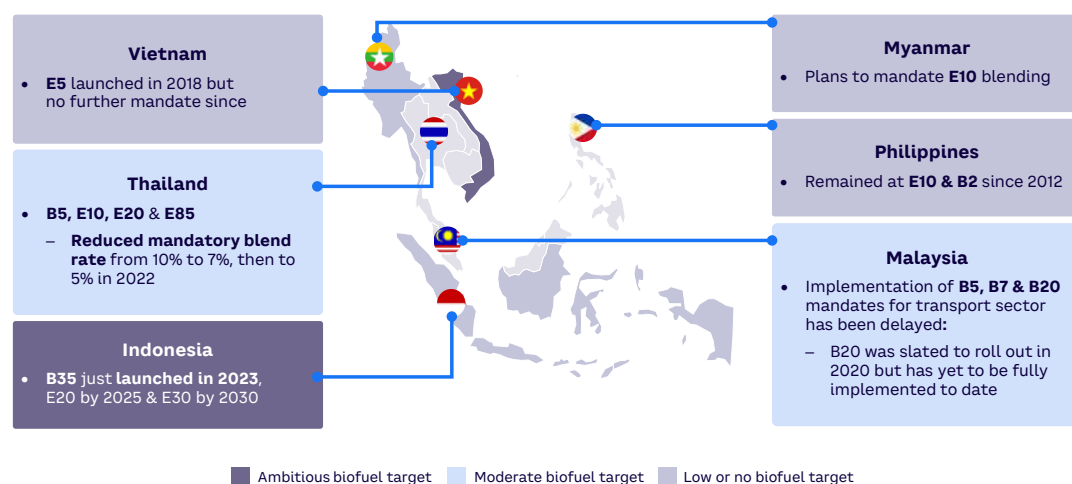 Vietnam
• E5 launched in 2018 but
no further mandate since
Thailand
• B5, E10, E20 & E85
– Reduced mandatory blend
rate from 10% to 7%, then to
5% in 2022
Indonesia
• B35 just launched in 2023,
E20 by 2025 & E30 by 2030
Myanmar
• Plans to mandate E10 blending
Philippines
• Remained at E10 & B2 since 2012
Malaysia
• Implementation of B5, B7 & B20
mandates for transport sector
has been delayed:
– B20 was slated to roll out in
2020 but has yet to be fully
implemented to date
Ambitious biofuel target
Moderate biofuel target
Low or no biofuel target